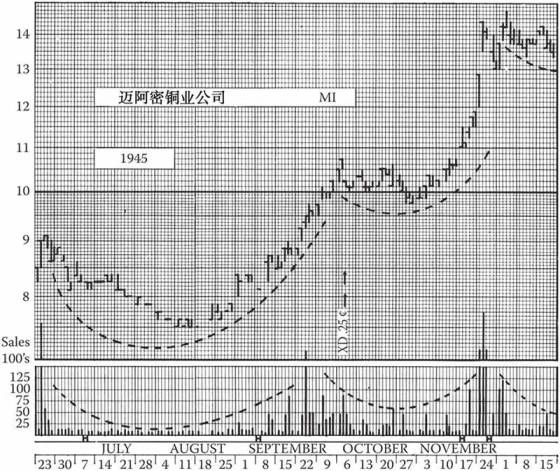 14
13
迈阿密铜业公司 MI
12
11
1945
10
9
8
XD .25 ¢
Sales
100's
125
100
75
50
25
JULY AUGUST SEPTEMBER OCTOBER NOVEMBER
23 30 7 14 21 28 4 11 18 25 1 8 15 22 9 6 13 20 27 3 10 17 24 1 8 15